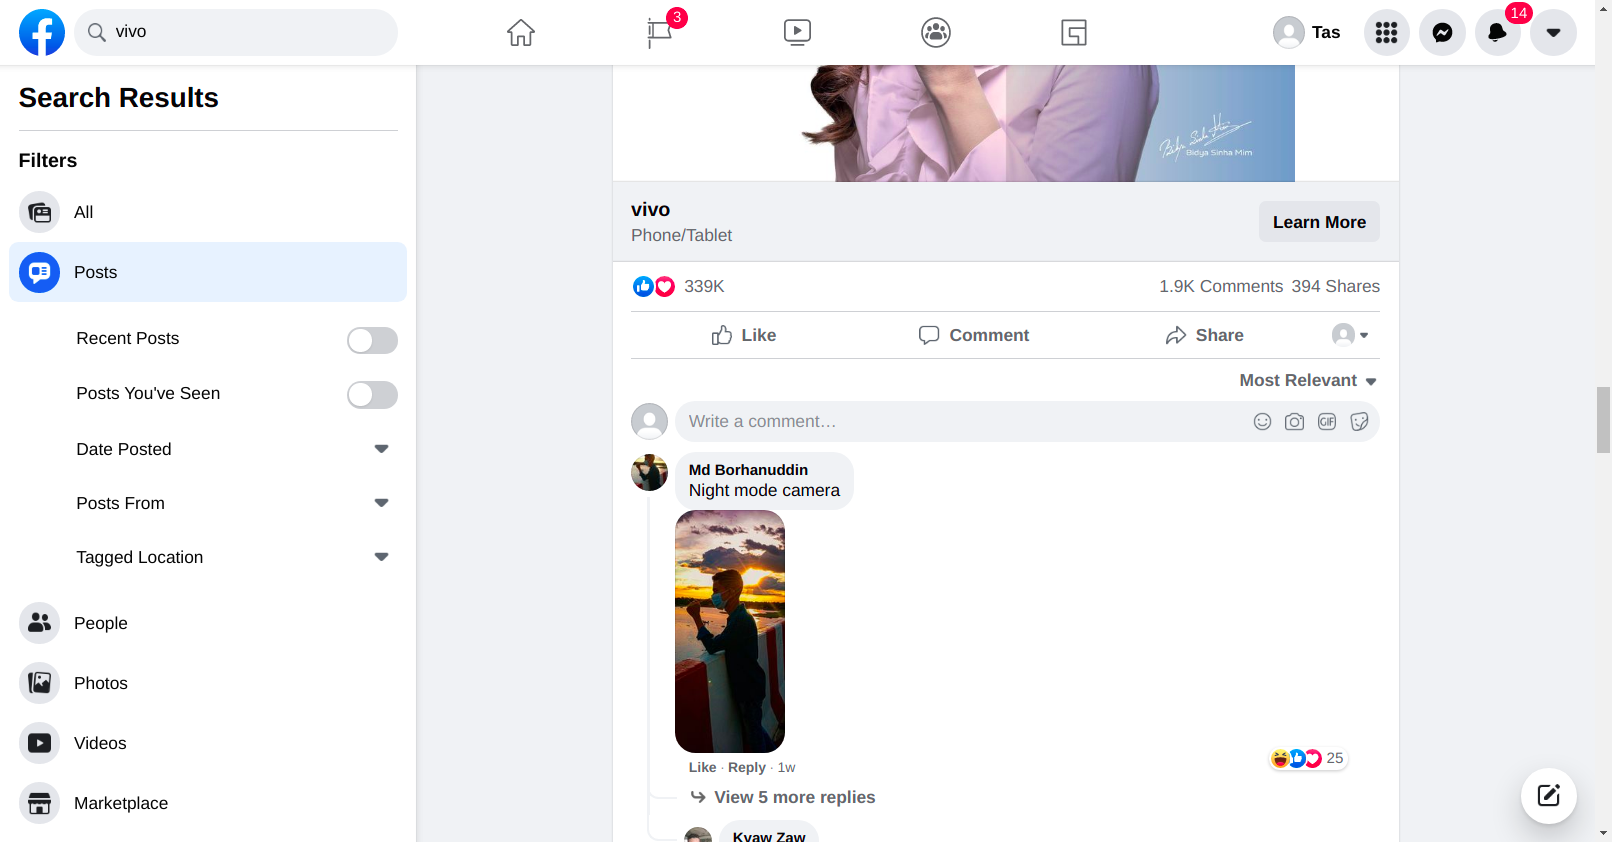 vivo
3
Tas
14
Search Results
Filters
All
Posts
Recent Posts
Posts You've Seen
Date Posted
Posts From
Tagged Location
People
Photos
Videos
Marketplace
Bidya Sinha Mim
vivo
Phone/Tablet
Learn More
339K
1.9K Comments 394 Shares
Like
Comment
Share
Most Relevant
Write a comment…
GIF
Md Borhanuddin
Night mode camera
Like · Reply · 1w
25
View 5 more replies
Kyaw Zaw